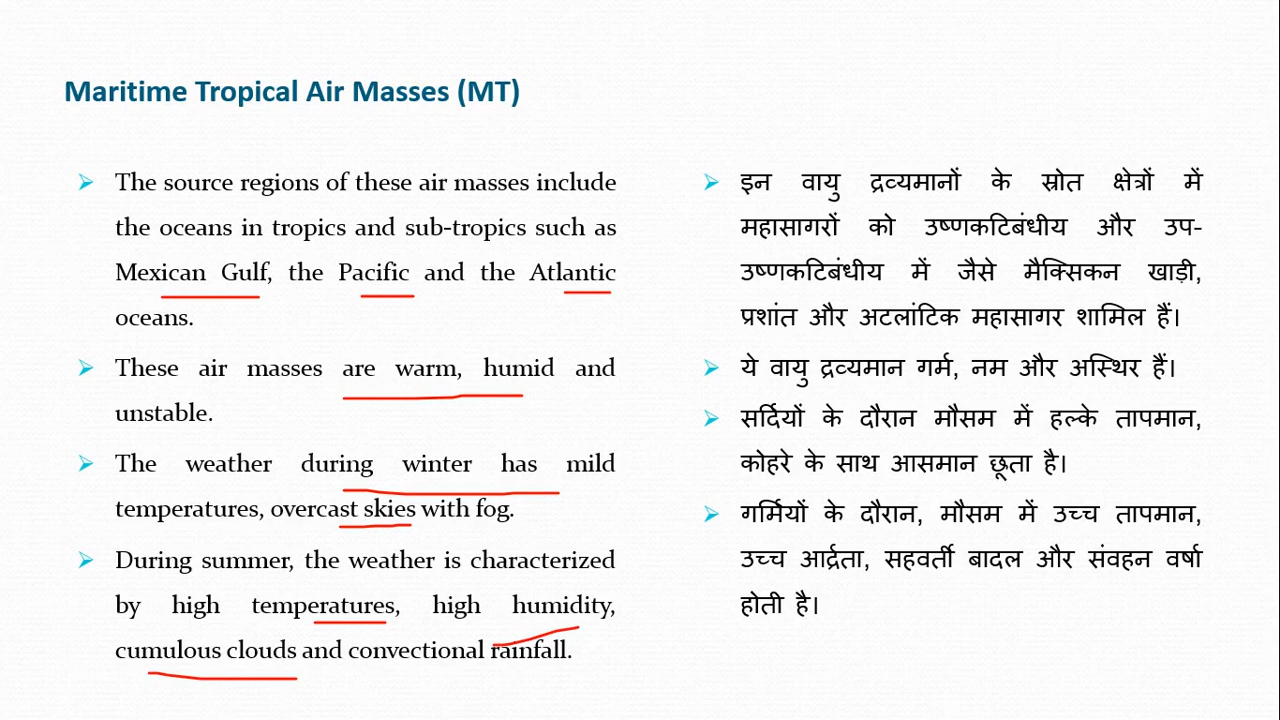 Maritime Tropical Air Masses (MT)
➢ The source regions of these air masses include
the oceans in tropics and sub-tropics such as
Mexican Gulf, the Pacific and the Atlantic
oceans.
➢ These air masses are warm, humid and
unstable.
➢ The weather during winter has mild
temperatures, overcast skies with fog.
➢ During summer, the weather is characterized
by high temperatures, high humidity,
cumulous clouds and convectional rainfall.
➢ इन वायु द्रव्यमानों के स्रोत क्षेत्रों में
महासागरों को उष्णकटिबंधीय और उप-
उष्णकटिबंधीय में जैसे मैक्सिकन खाड़ी,
प्रशांत और अटलांटिक महासागर शामिल हैं।
➢ ये वायु द्रव्यमान गर्म, नम और अस्थिर हैं।
➢ सर्दियों के दौरान मौसम में हल्के तापमान,
कोहरे के साथ आसमान छूता है।
➢ गर्मियों के दौरान, मौसम में उच्च तापमान,
उच्च आर्द्रता, सहवर्ती बादल और संवहन वर्षा
होती है।